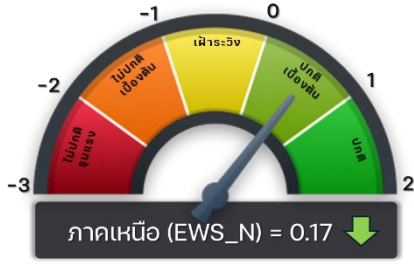 -3
-2
-1
0
1
2
ไม่ปกติ
รุนแรง
ไม่ปกติ
เบื้องต้น
เฝ้าระวัง
ปกติ
เบื้องต้น
ปกติ
ภาคเหนือ (EWS_N) = 0.17